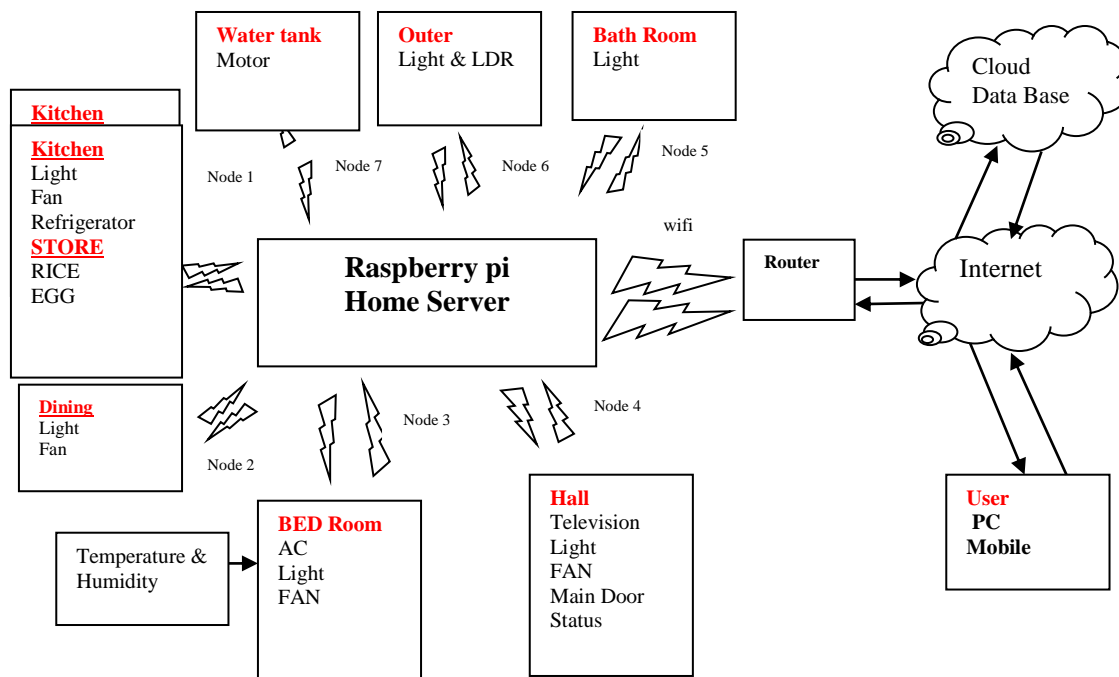 Water tank
Motor
Outer
Light & LDR
Bath Room
Light
Cloud
Data Base
Kitchen
Kitchen
Light
Fan
Refrigerator
STORE
RICE
EGG
Node 1
Node 7
Node 6
Node 5
wifi
Raspberry pi
Home Server
Router
Internet
Dining
Light
Fan
Node 2
Node 3
Node 4
Temperature &
Humidity
BED Room
AC
Light
FAN
Hall
Television
Light
FAN
Main Door
Status
User
PC
Mobile